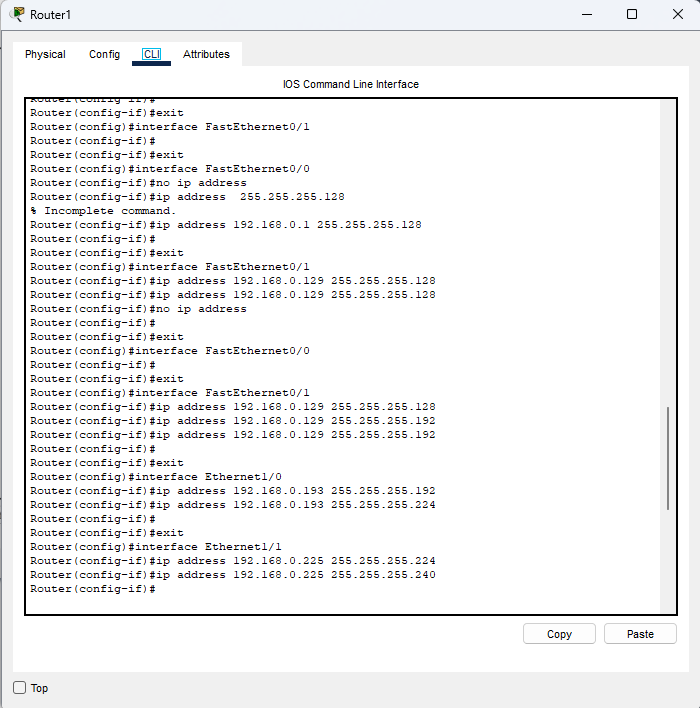 Router1
Physical Config CLI Attributes
IOS Command Line Interface
Router(config-if)#
Router(config-if)#exit
Router(config)#interface FastEthernet0/1
Router(config-if)#
Router(config-if)#exit
Router(config)#interface FastEthernet0/0
Router(config-if)#no ip address
Router(config-if)#ip address  255.255.255.128
% Incomplete command.
Router(config-if)#ip address 192.168.0.1 255.255.255.128
Router(config-if)#
Router(config-if)#exit
Router(config)#interface FastEthernet0/1
Router(config-if)#ip address 192.168.0.129 255.255.255.128
Router(config-if)#ip address 192.168.0.129 255.255.255.128
Router(config-if)#no ip address
Router(config-if)#
Router(config-if)#exit
Router(config)#interface FastEthernet0/0
Router(config-if)#
Router(config-if)#exit
Router(config)#interface FastEthernet0/1
Router(config-if)#ip address 192.168.0.129 255.255.255.128
Router(config-if)#ip address 192.168.0.129 255.255.255.192
Router(config-if)#ip address 192.168.0.129 255.255.255.192
Router(config-if)#
Router(config-if)#exit
Router(config)#interface Ethernet1/0
Router(config-if)#ip address 192.168.0.193 255.255.255.192
Router(config-if)#ip address 192.168.0.193 255.255.255.224
Router(config-if)#
Router(config-if)#exit
Router(config)#interface Ethernet1/1
Router(config-if)#ip address 192.168.0.225 255.255.255.224
Router(config-if)#ip address 192.168.0.225 255.255.255.240
Router(config-if)#
Copy Paste
Top